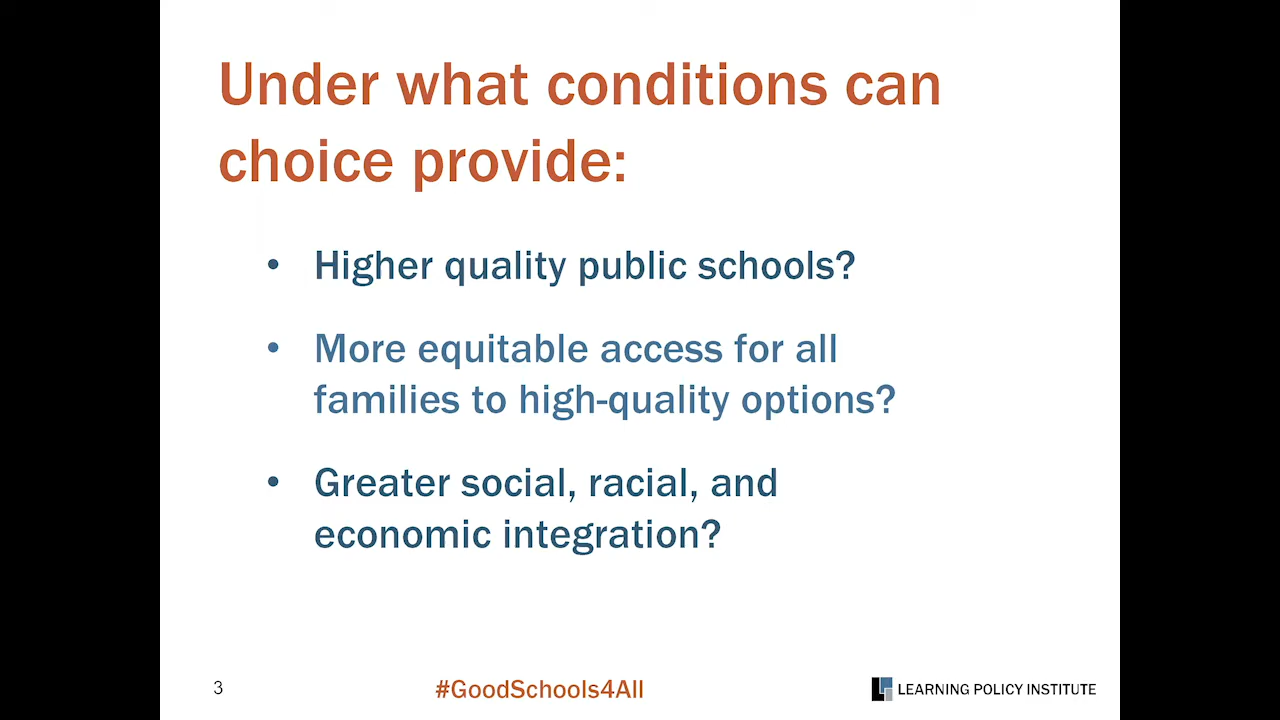 Under what conditions can
choice provide:
• Higher quality public schools?
• More equitable access for all
families to high-quality options?
• Greater social, racial, and
economic integration?
3
#GoodSchools4All
LEARNING POLICY INSTITUTE